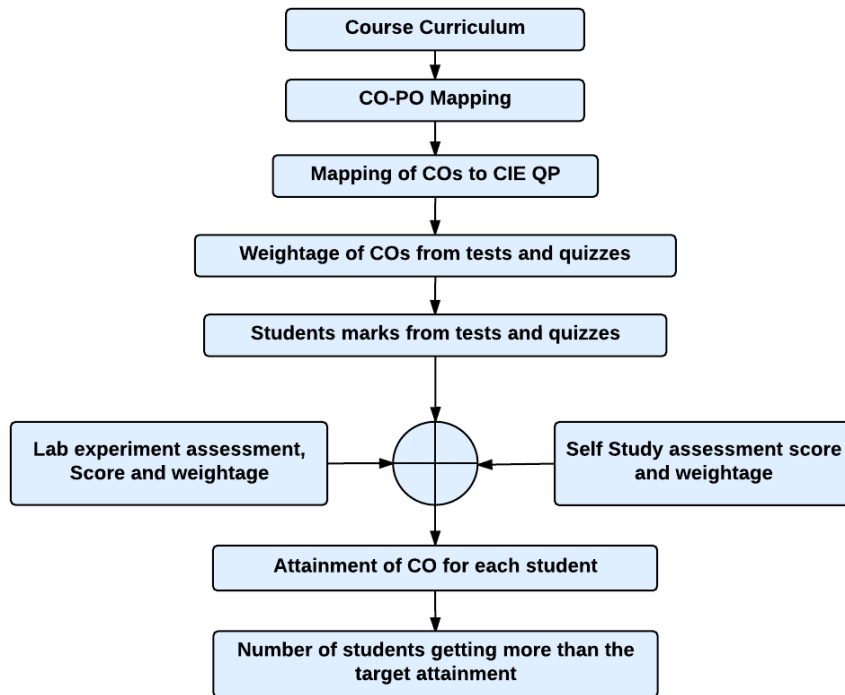 Course Curriculum
CO-PO Mapping
Mapping of COs to CIE QP
Weightage of COs from tests and quizzes
Students marks from tests and quizzes
Lab experiment assessment,
Score and weightage
Self Study assessment score
and weightage
Attainment of CO for each student
Number of students getting more than the
target attainment